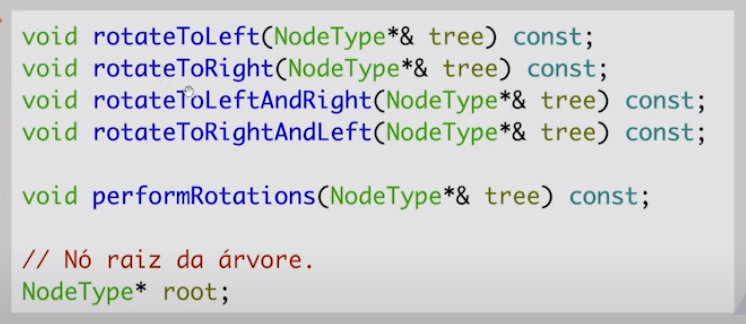 void rotateToLeft(NodeType*& tree) const;
void rotateToRight(NodeType*& tree) const;
void rotateToLeftAndRight(NodeType*& tree) const;
void rotateToRightAndLeft(NodeType*& tree) const;
void performRotations(NodeType*& tree) const;
// Nó raiz da árvore.
NodeType* root;